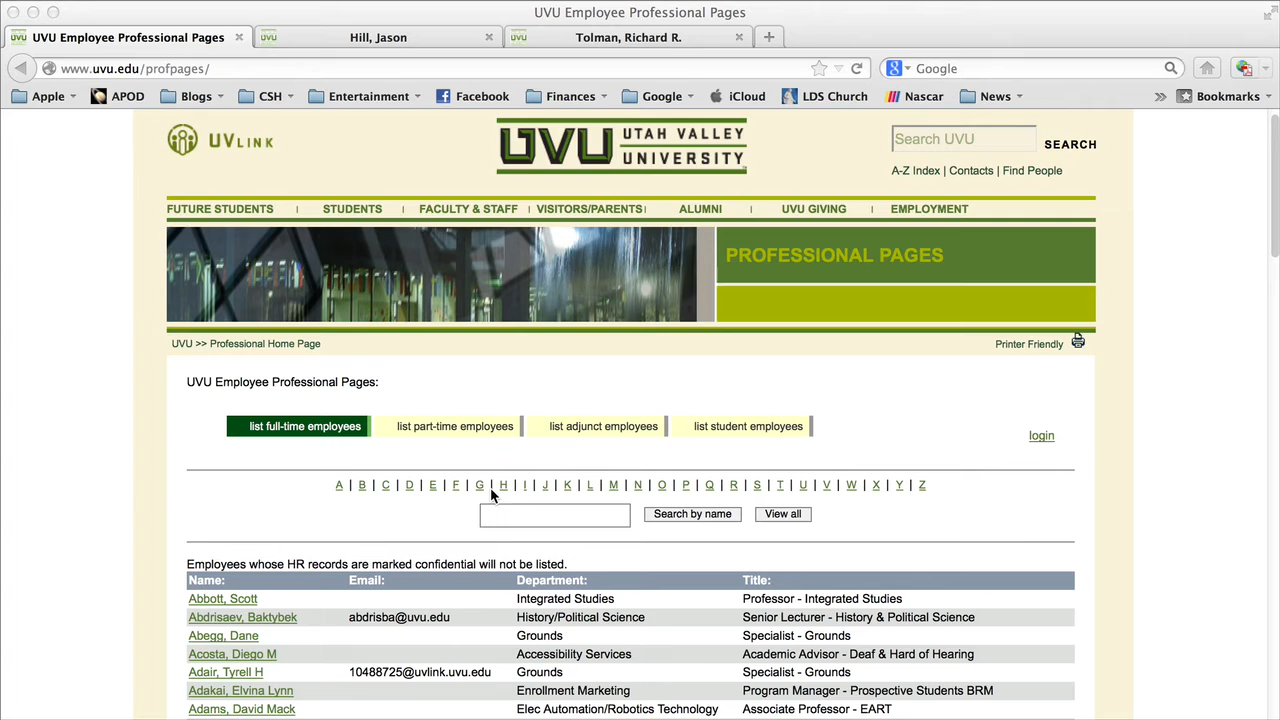 UVU Employee Professional Pages
UVU UVU Employee Professional Pages
UVU Hill, Jason
UVU Tolman, Richard R.
www.uvu.edu/profpages/
8 Google
Apple APOD Blogs CSH Entertainment Facebook Finances Google iCloud LDS Church Nascar News » Bookmarks
UVLINK
UVU UTAH VALLEY UNIVERSITY
Search UVU SEARCH
A-Z Index | Contacts | Find People
FUTURE STUDENTS | STUDENTS | FACULTY & STAFF | VISITORS/PARENTS | ALUMNI | UVU GIVING | EMPLOYMENT
PROFESSIONAL PAGES
UVU >> Professional Home Page
Printer Friendly
UVU Employee Professional Pages:
list full-time employees list part-time employees list adjunct employees list student employees
login
A | B | C | D | E | F | G | H | I | J | K | L | M | N | O | P | Q | R | S | T | U | V | W | X | Y | Z
Search by name View all
Employees whose HR records are marked confidential will not be listed.
Name: Email: Department: Title:
Abbott, Scott Integrated Studies Professor - Integrated Studies
Abdrisaev, Baktybek abdrisba@uvu.edu History/Political Science Senior Lecturer - History & Political Science
Abegg, Dane Grounds Specialist - Grounds
Acosta, Diego M Accessibility Services Academic Advisor - Deaf & Hard of Hearing
Adair, Tyrell H 10488725@uvlink.uvu.edu Grounds Specialist - Grounds
Adakai, Elvina Lynn Enrollment Marketing Program Manager - Prospective Students BRM
Adams, David Mack Elec Automation/Robotics Technology Associate Professor - EART